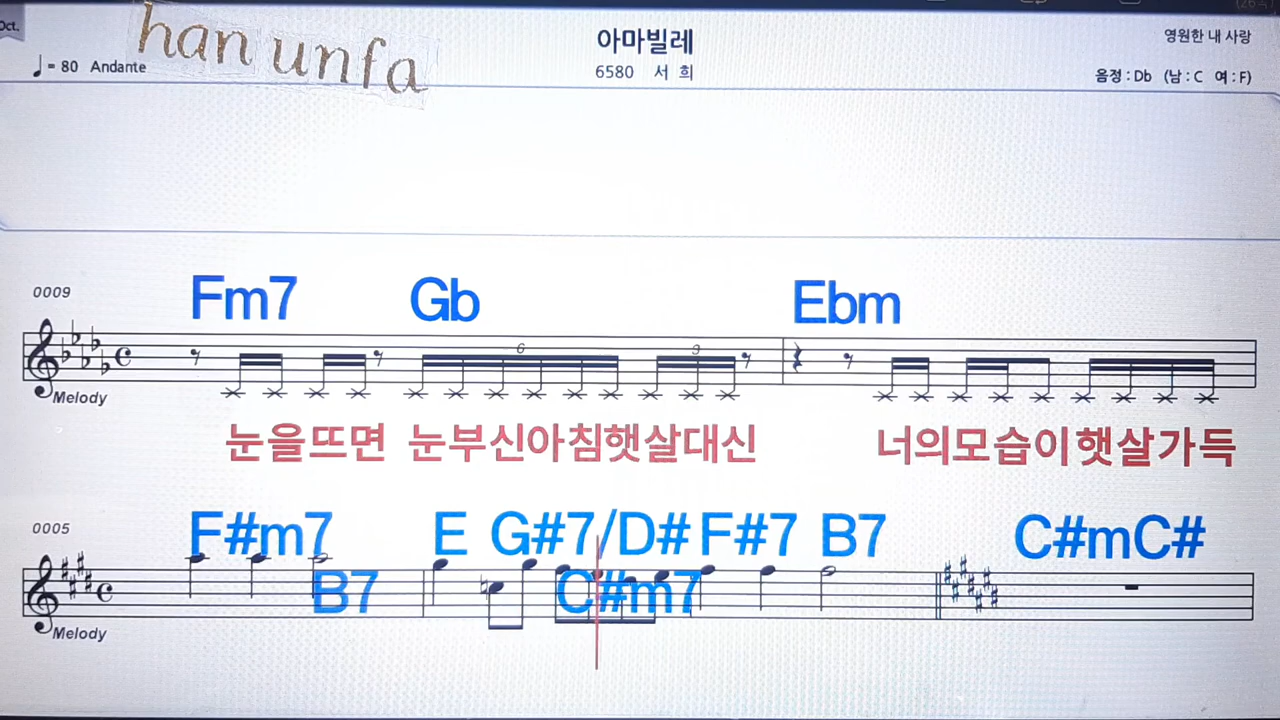 Oct.
han unfa
♩= 80 Andante
아마빌레
6580 서 희
영원한 내 사랑
음정 : Db (남 : C 여 : F)
0009
Fm7 Gb Ebm
6 3
Melody
눈을뜨면 눈부신아침햇살대신 너의모습이햇살가득
0005
F#m7 E G#7/D# F#7 B7 C#mC#
B7 C#m7
Melody